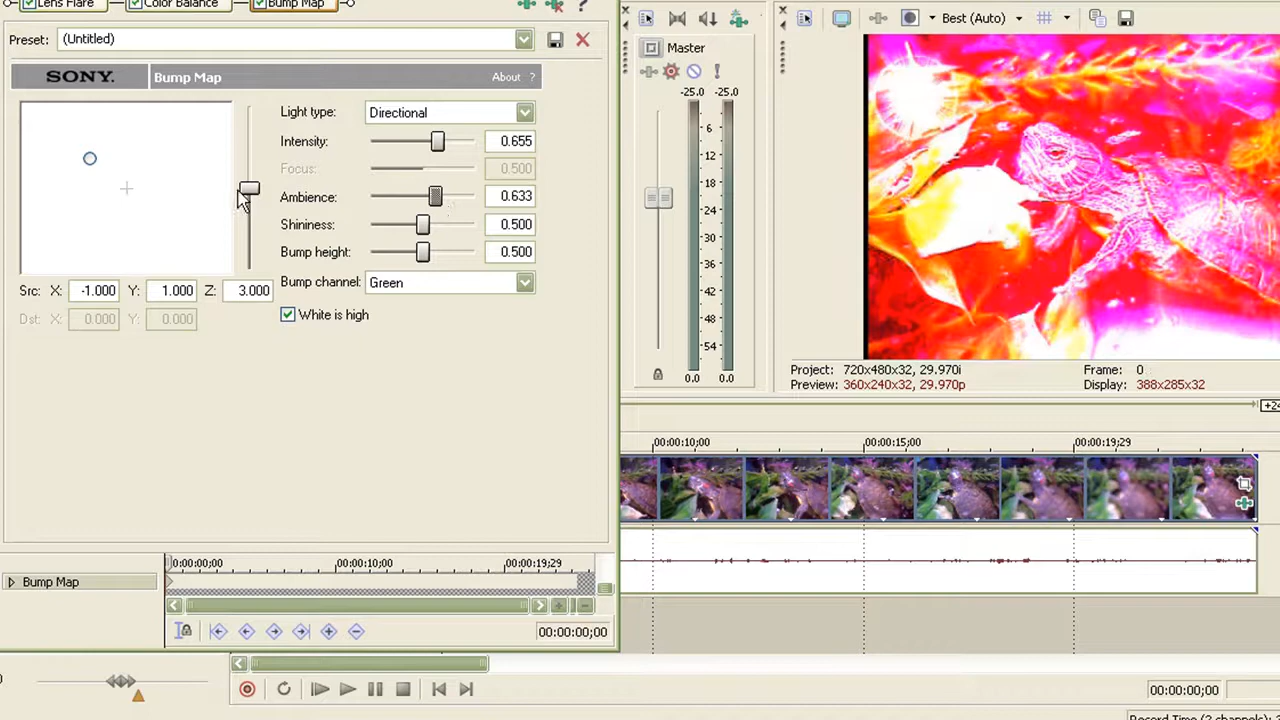 Lens Flare Color Balance Bump Map ?
Preset: (Untitled)
SONY. Bump Map About ?
Light type: Directional
Intensity: 0.655
Focus: 0.500
Ambience: 0.633
Shininess: 0.500
Bump height: 0.500
Bump channel: Green
White is high
Src: X: -1.000 Y: 1.000 Z: 3.000
Dst: X: 0.000 Y: 0.000
Bump Map
00:00:00;00 00:00:10;00 00:00:19;29
00:00:00;00
Master
-25.0 -25.0
6
12
18
24
30
36
42
48
54
0.0 0.0
Best (Auto)
Project: 720x480x32, 29.970i
Preview: 360x240x32, 29.970p
Frame: 0
Display: 388x285x32
00:00:10;00 00:00:15;00 00:00:19;29
00:00:00;00